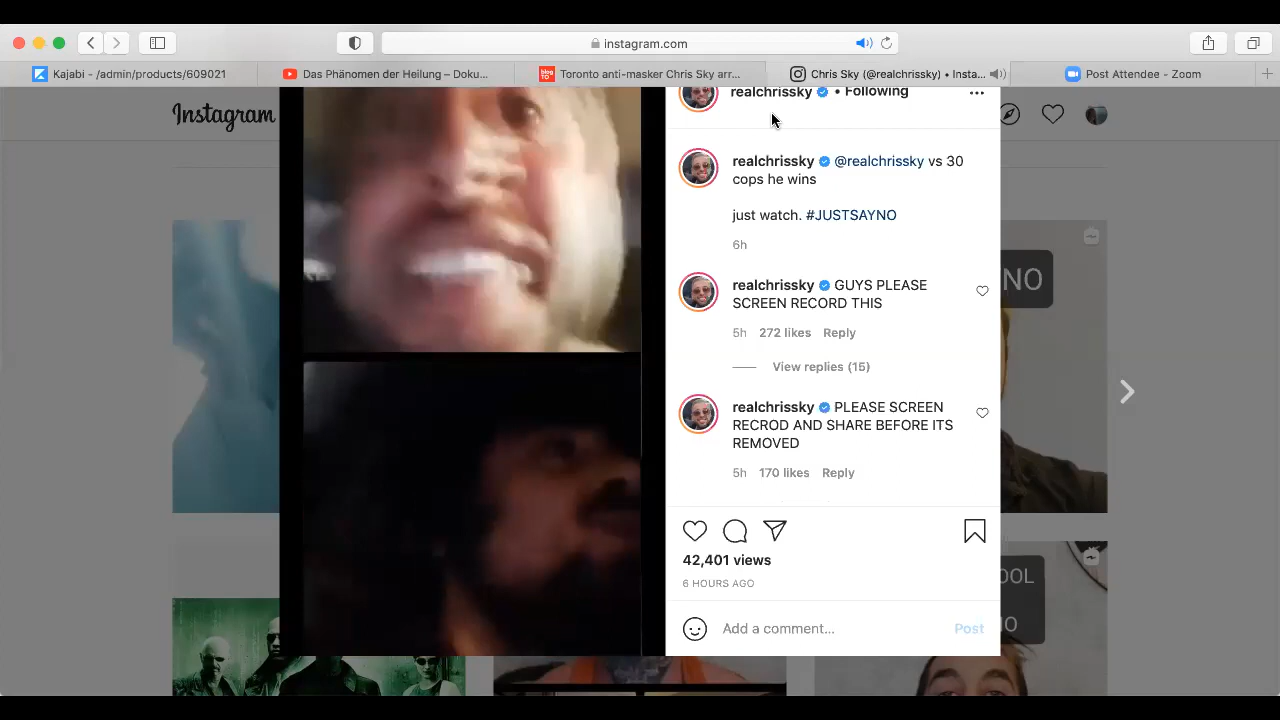 instagram.com
Kajabi - /admin/products/609021
Das Phänomen der Heilung – Doku...
blogTO
Toronto anti-masker Chris Sky arr...
Chris Sky (@realchrissky) • Insta...
Post Attendee - Zoom
Instagram
realchrissky • Following
realchrissky @realchrissky vs 30
cops he wins
just watch. #JUSTSAYNO
6h
realchrissky GUYS PLEASE
SCREEN RECORD THIS
5h 272 likes Reply
View replies (15)
realchrissky PLEASE SCREEN
RECROD AND SHARE BEFORE ITS
REMOVED
5h 170 likes Reply
42,401 views
6 HOURS AGO
Add a comment... Post
NO
OOL